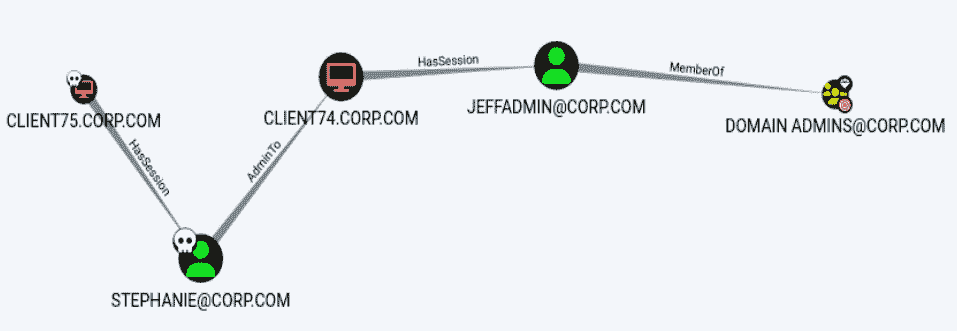 HasSession
MemberOf
JEFFADMIN@CORP.COM
CLIENT75.CORP.COM
CLIENT74.CORP.COM
DOMAIN ADMINS@CORP.COM
HasSession
AdminTo
STEPHANIE@CORP.COM